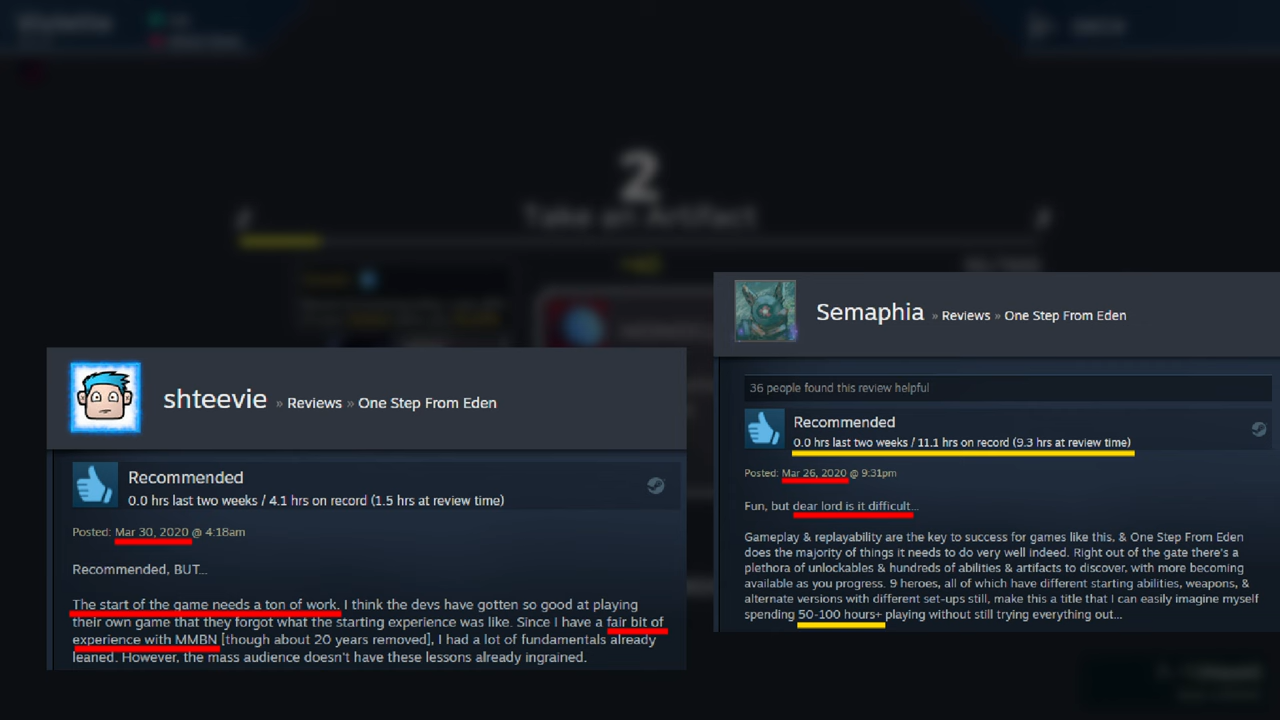 2
Take an Artifact
shteevie » Reviews » One Step From Eden
Recommended
0.0 hrs last two weeks / 4.1 hrs on record (1.5 hrs at review time)
Posted: Mar 30, 2020 @ 4:18am
Recommended, BUT...
The start of the game needs a ton of work. I think the devs have gotten so good at playing
their own game that they forgot what the starting experience was like. Since I have a fair bit of
experience with MMBN [though about 20 years removed], I had a lot of fundamentals already
leaned. However, the mass audience doesn't have these lessons already ingrained.
Semaphia » Reviews » One Step From Eden
36 people found this review helpful
Recommended
0.0 hrs last two weeks / 11.1 hrs on record (9.3 hrs at review time)
Posted: Mar 26, 2020 @ 9:31pm
Fun, but dear lord is it difficult...
Gameplay & replayability are the key to success for games like this, & One Step From Eden
does the majority of things it needs to do very well indeed. Right out of the gate there's a
plethora of unlockables & hundreds of abilities & artifacts to discover, with more becoming
available as you progress. 9 heroes, all of which have different starting abilities, weapons, &
alternate versions with different set-ups still, make this a title that I can easily imagine myself
spending 50-100 hours+ playing without still trying everything out...